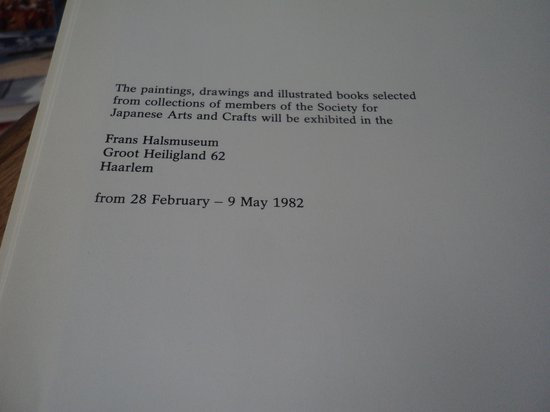 The paintings, drawings and illustrated books selected
from collections of members of the Society for
Japanese Arts and Crafts will be exhibited in the
Frans Halsmuseum
Groot Heiligland 62
Haarlem
from 28 February – 9 May 1982